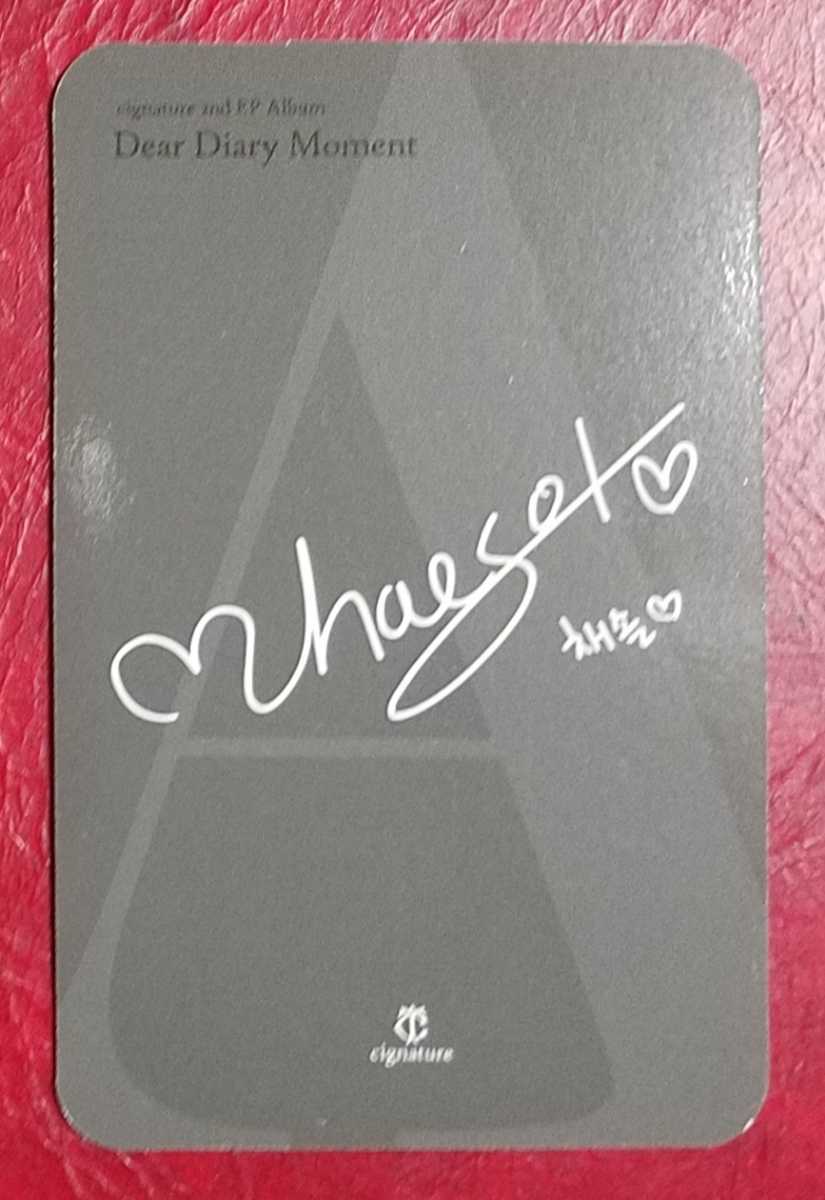 cignature 2nd EP Album
Dear Diary Moment
Chaesol
채솔
cignature